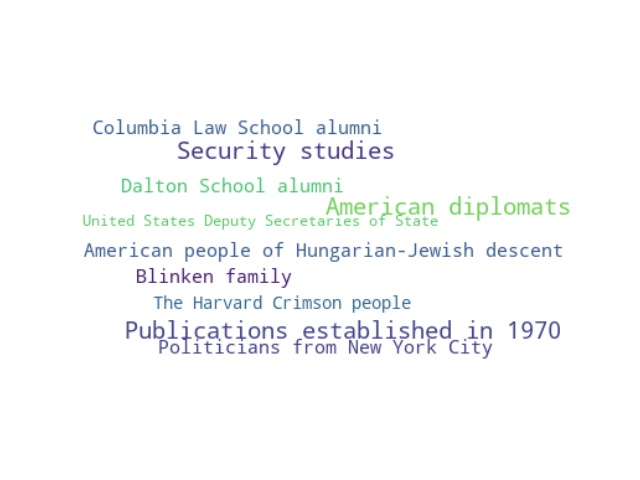 Columbia Law School alumni
Security studies
Dalton School alumni
American diplomats
United States Deputy Secretaries of State
American people of Hungarian-Jewish descent
Blinken family
The Harvard Crimson people
Publications established in 1970
Politicians from New York City